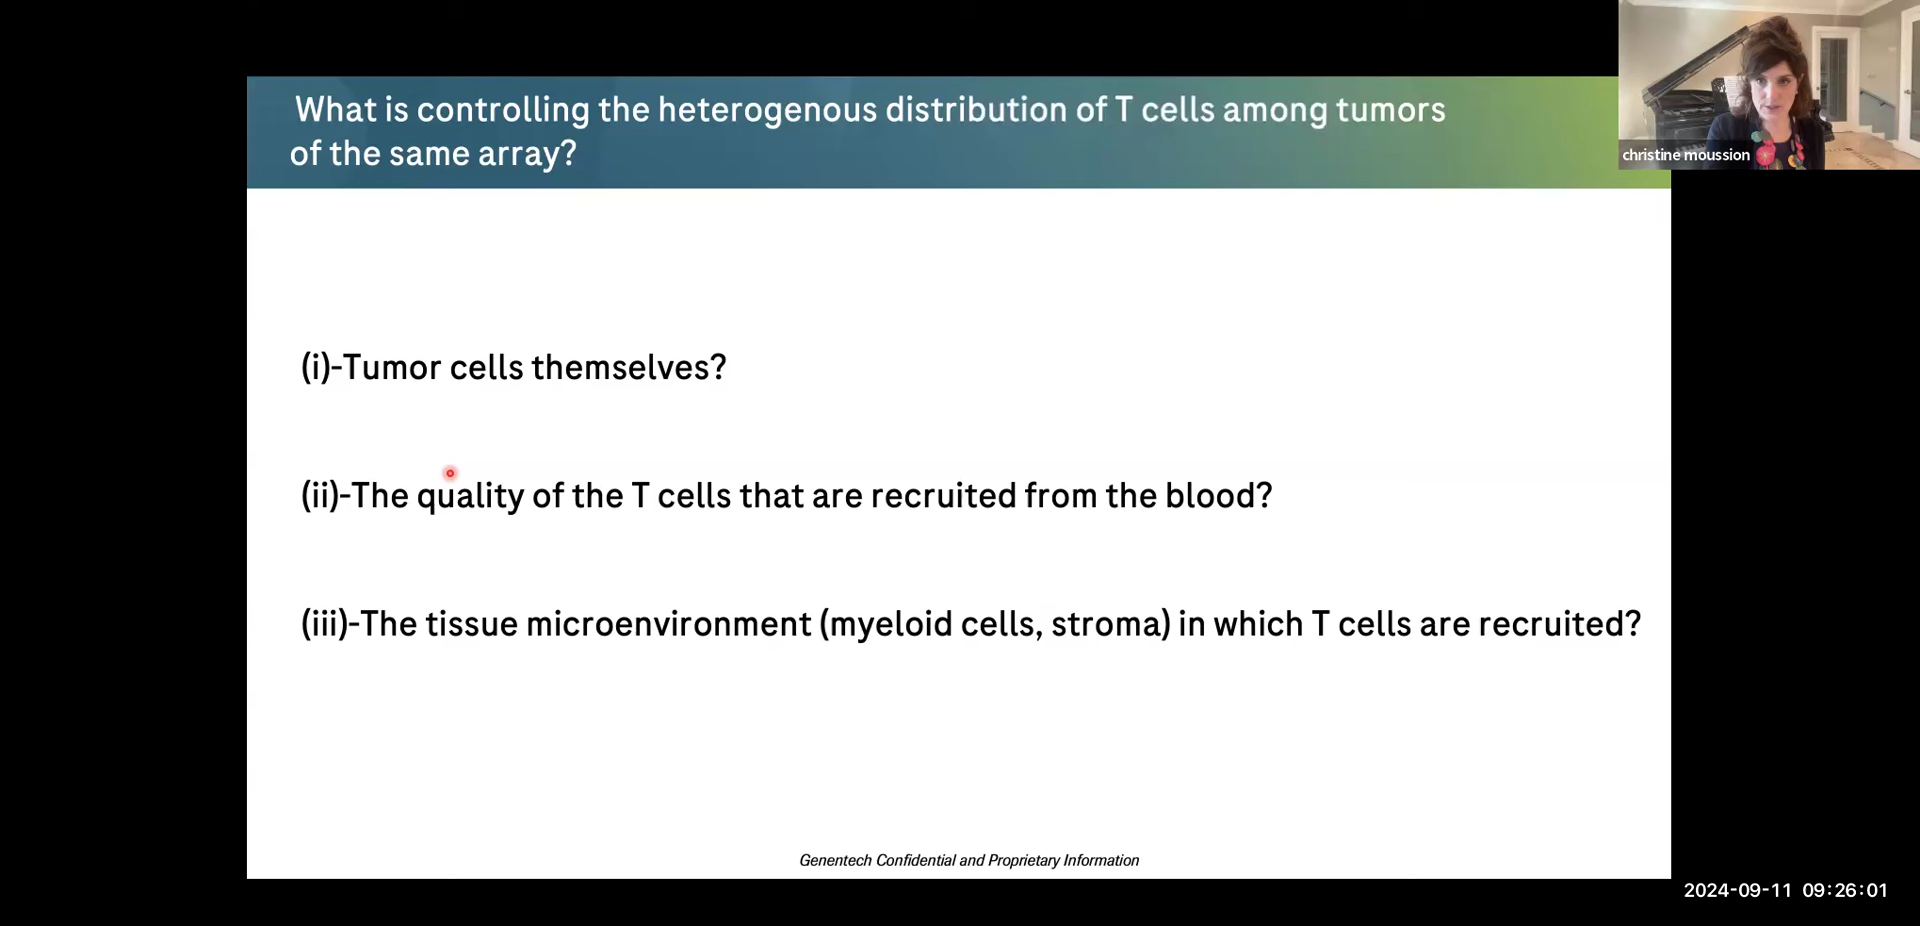 What is controlling the heterogenous distribution of T cells among tumors
of the same array?
christine moussion
(i)-Tumor cells themselves?
(ii)-The quality of the T cells that are recruited from the blood?
(iii)-The tissue microenvironment (myeloid cells, stroma) in which T cells are recruited?
Genentech Confidential and Proprietary Information
2024-09-11 09:26:01